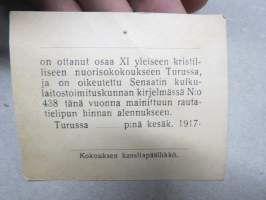 on ottanut osaa XI yleiseen kristil-
liseen nuorisokokoukseen Turussa,
ja on oikeutettu Senaatin kulku-
laitostoimituskunnan kirjelmässä N:o
438 tänä vuonna mainittuun rauta-
tielipun hinnan alennukseen.
Turussa p:nä kesäk. 1917.
Kokouksen kansliapäällikkö.